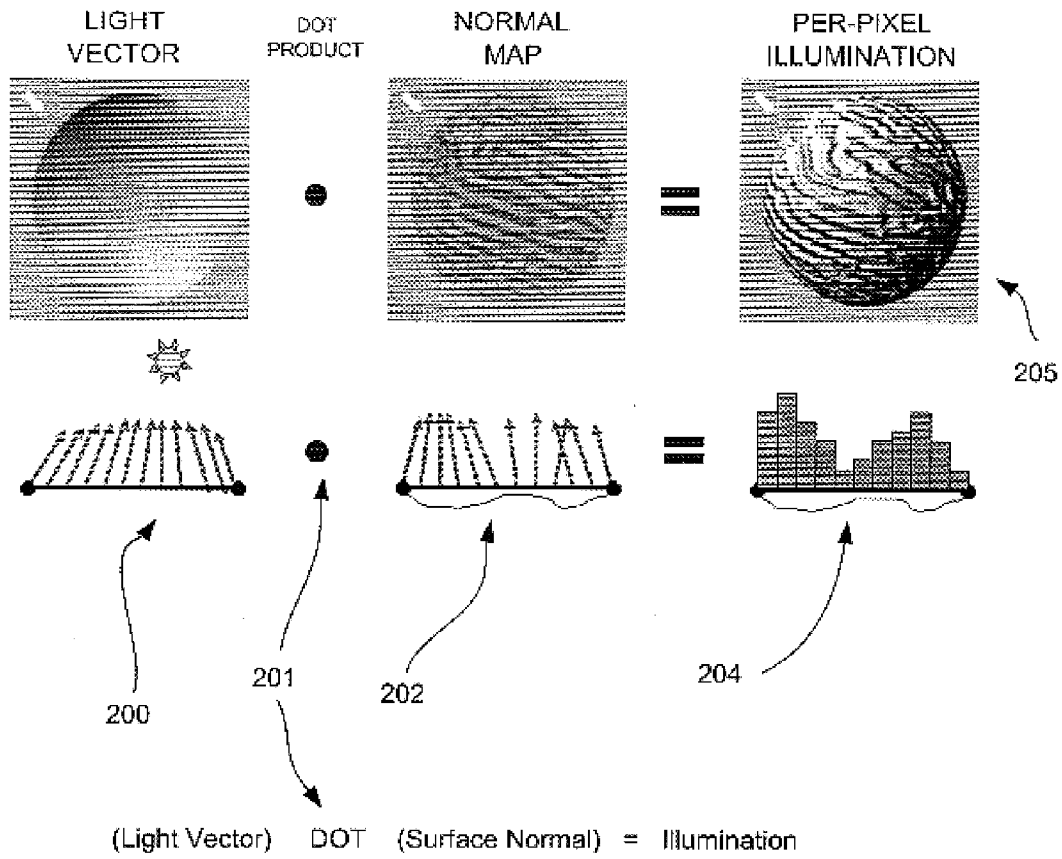 LIGHT
VECTOR
DOT
PRODUCT
NORMAL
MAP
PER-PIXEL
ILLUMINATION
205
200
201
202
204
(Light Vector) DOT (Surface Normal) = Illumination